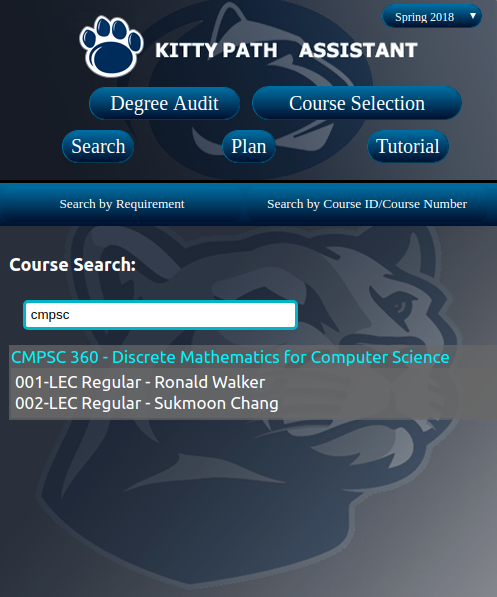 Spring 2018
KITTY PATH ASSISTANT
Degree Audit
Course Selection
Search
Plan
Tutorial
Search by Requirement
Search by Course ID/Course Number
Course Search:
cmpsc
CMPSC 360 - Discrete Mathematics for Computer Science
001-LEC Regular - Ronald Walker
002-LEC Regular - Sukmoon Chang